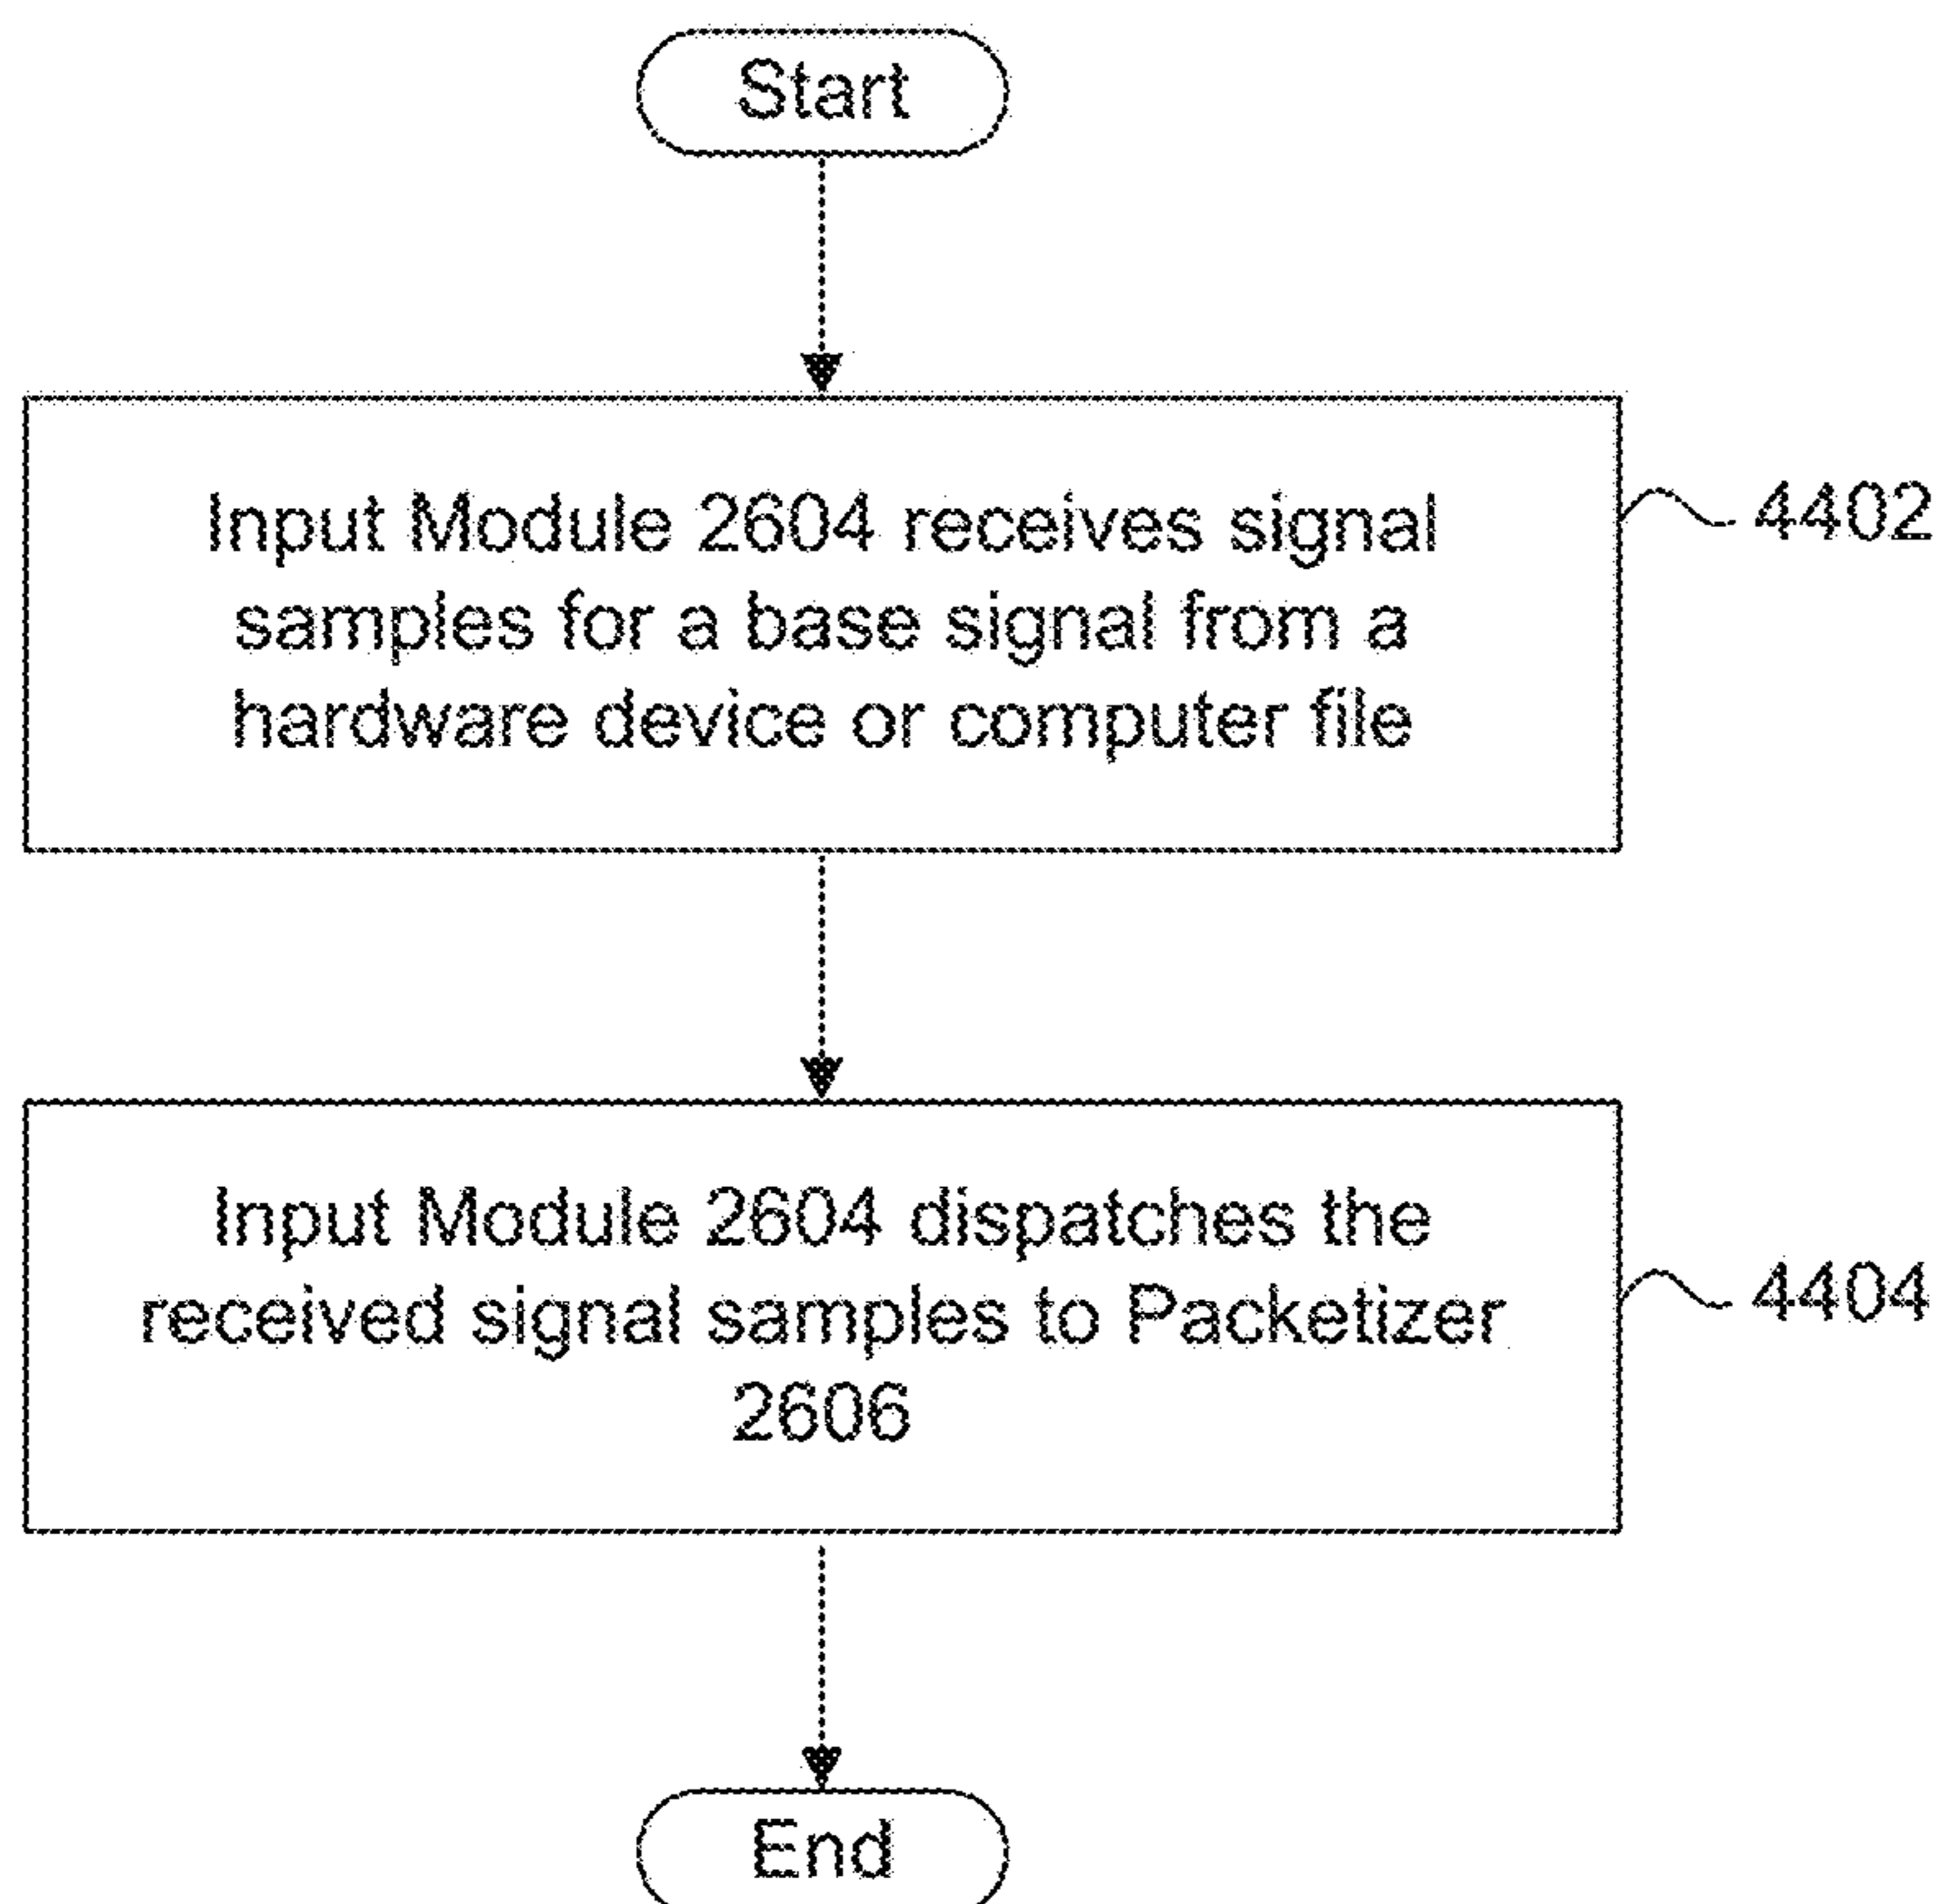 Start
Input Module 2604 receives signal
samples for a base signal from a
hardware device or computer file
4402
Input Module 2604 dispatches the
received signal samples to Packetizer
2606
4404
End